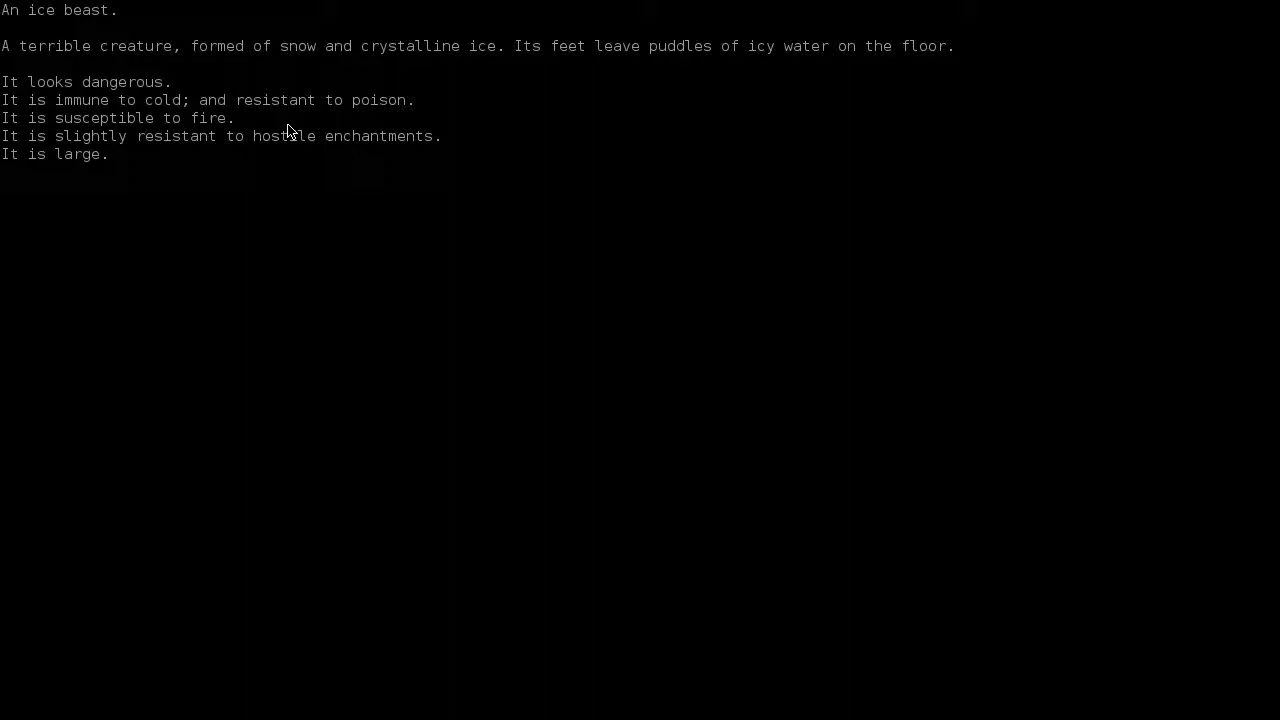 An ice beast.
A terrible creature, formed of snow and crystalline ice. Its feet leave puddles of icy water on the floor.
It looks dangerous.
It is immune to cold; and resistant to poison.
It is susceptible to fire.
It is slightly resistant to hostile enchantments.
It is large.